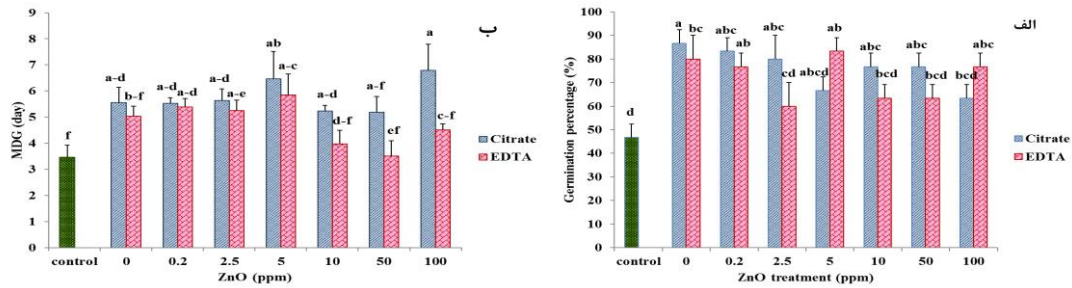 ب
MDG (day)
9
8
7
6
5
4
3
2
1
0
f
a-d
b-f
a-d
a-d
a-d
a-e
ab
a-c
a-d
d-f
a-d
ef
a
c-f
Citrate
EDTA
control 0 0.2 2.5 5 10 50 100
ZnO (ppm)
الف
Germination percentage (%)
100
90
80
70
60
50
40
30
20
10
0
d
a
bc
abc
ab
abc
cd
abcd
ab
abc
bcd
abc
bcd
bcd
abc
Citrate
EDTA
control 0 0.2 2.5 5 10 50 100
ZnO treatment (ppm)